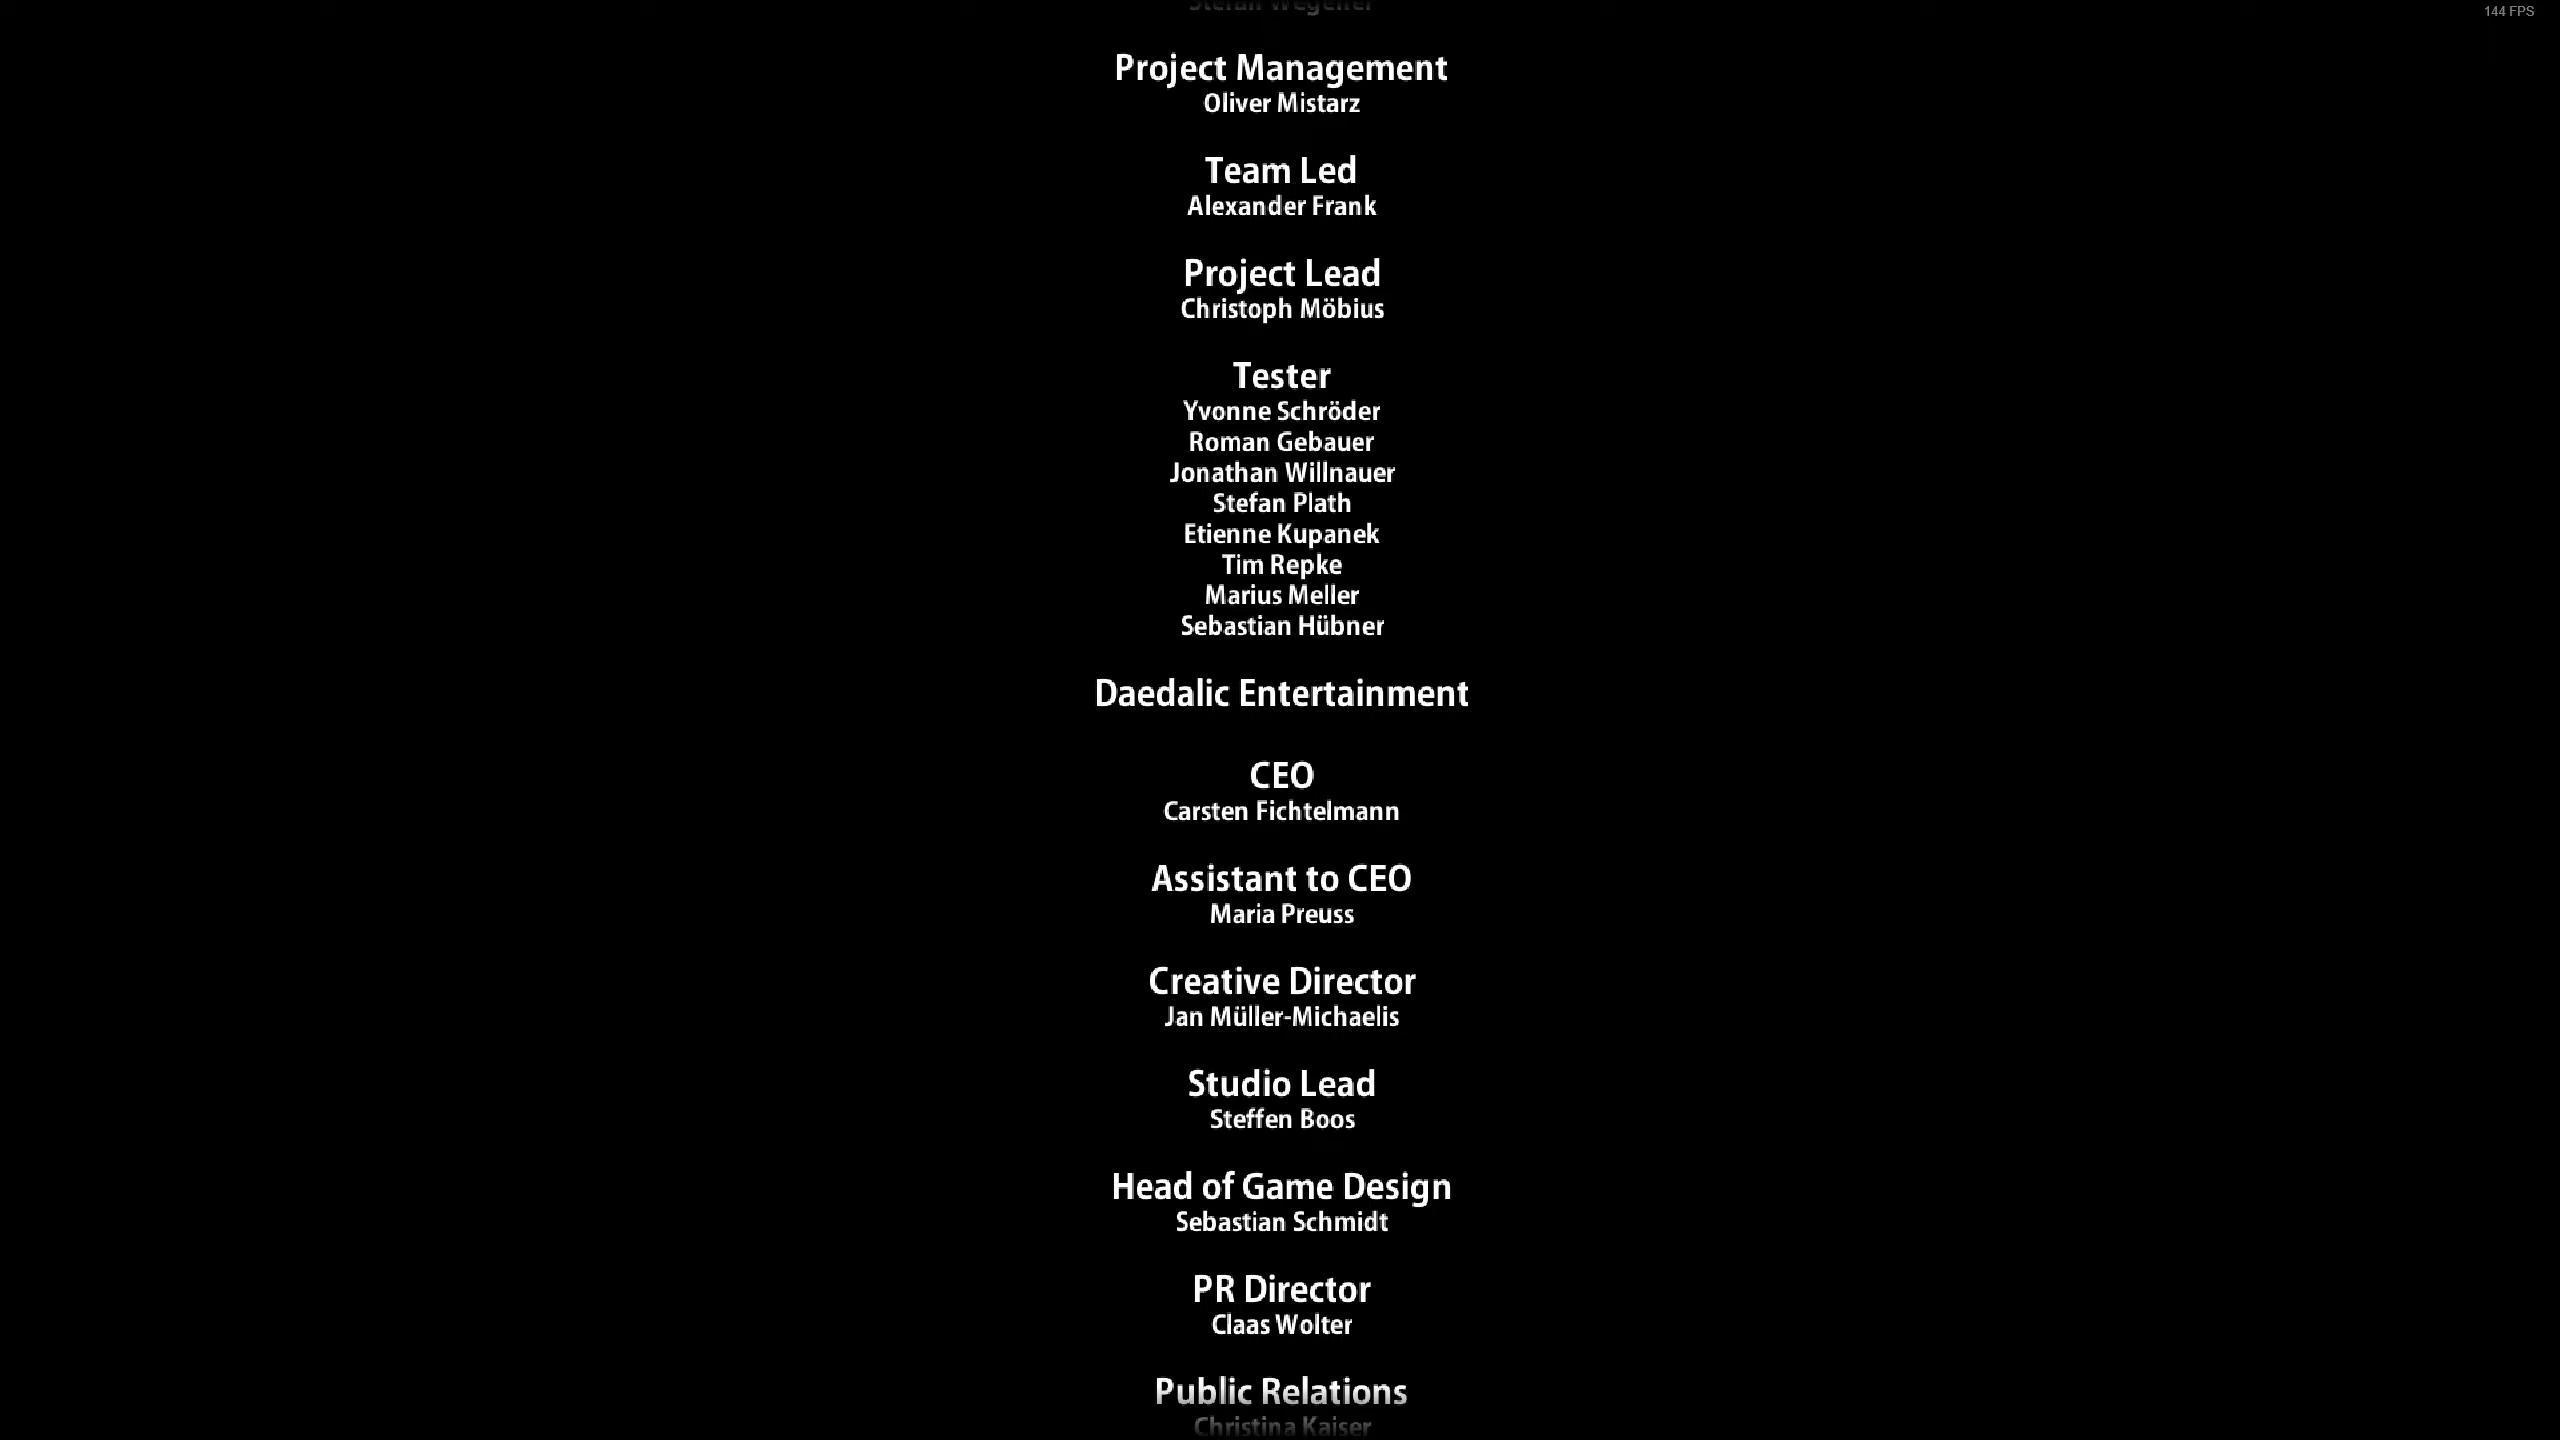 Stefan Wegener
144 FPS
Project Management
Oliver Mistarz
Team Led
Alexander Frank
Project Lead
Christoph Möbius
Tester
Yvonne Schröder
Roman Gebauer
Jonathan Willnauer
Stefan Plath
Etienne Kupanek
Tim Repke
Marius Meller
Sebastian Hübner
Daedalic Entertainment
CEO
Carsten Fichtelmann
Assistant to CEO
Maria Preuss
Creative Director
Jan Müller-Michaelis
Studio Lead
Steffen Boos
Head of Game Design
Sebastian Schmidt
PR Director
Claas Wolter
Public Relations
Christina Kaiser